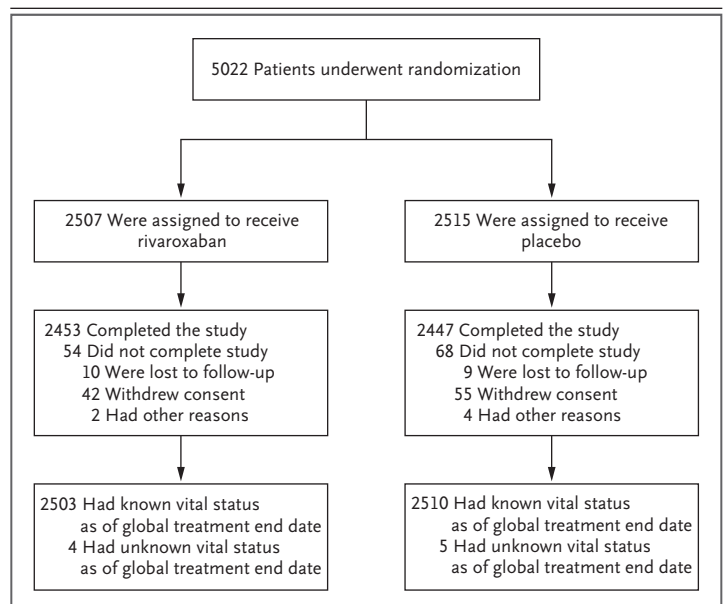 5022 Patients underwent randomization
2507 Were assigned to receive
rivaroxaban
2515 Were assigned to receive
placebo
2453 Completed the study
54 Did not complete study
10 Were lost to follow-up
42 Withdrew consent
2 Had other reasons
2447 Completed the study
68 Did not complete study
9 Were lost to follow-up
55 Withdrew consent
4 Had other reasons
2503 Had known vital status
as of global treatment end date
4 Had unknown vital status
as of global treatment end date
2510 Had known vital status
as of global treatment end date
5 Had unknown vital status
as of global treatment end date